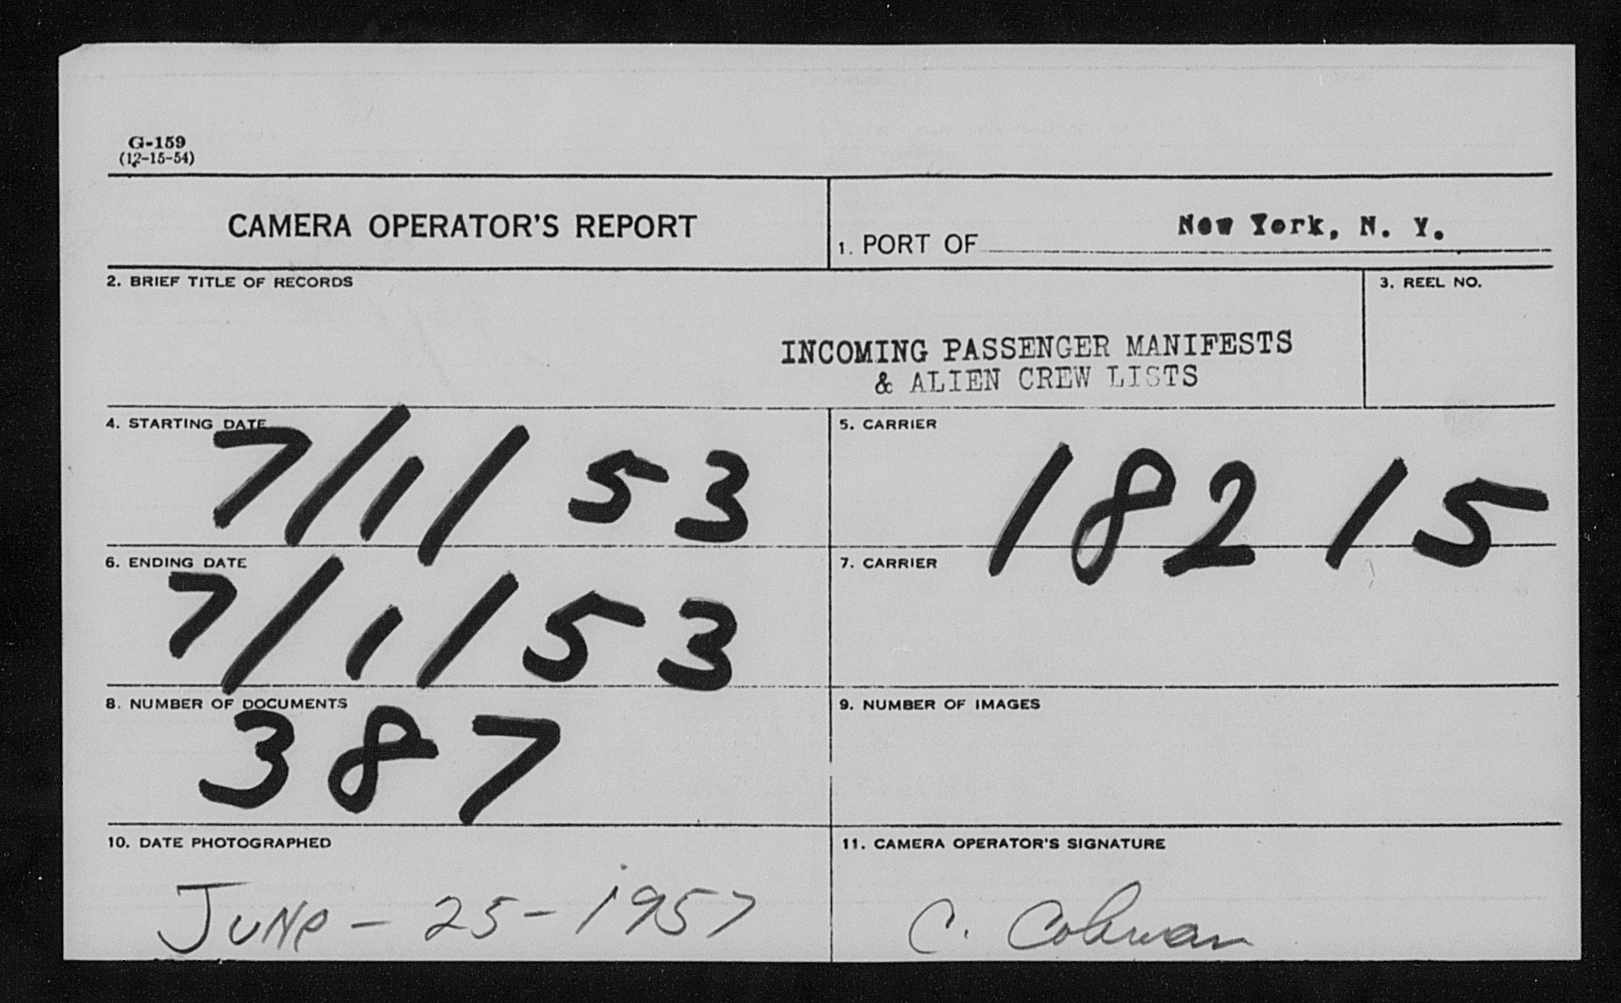 G-159
(12-15-54)
CAMERA OPERATOR'S REPORT
1. PORT OF New York, N. Y.
2. BRIEF TITLE OF RECORDS
3. REEL NO.
INCOMING PASSENGER MANIFESTS
& ALIEN CREW LISTS
4. STARTING DATE
7/1/53
5. CARRIER
18215
6. ENDING DATE
7/1/53
7. CARRIER
8. NUMBER OF DOCUMENTS
387
9. NUMBER OF IMAGES
10. DATE PHOTOGRAPHED
June - 25 - 1957
11. CAMERA OPERATOR'S SIGNATURE
C.